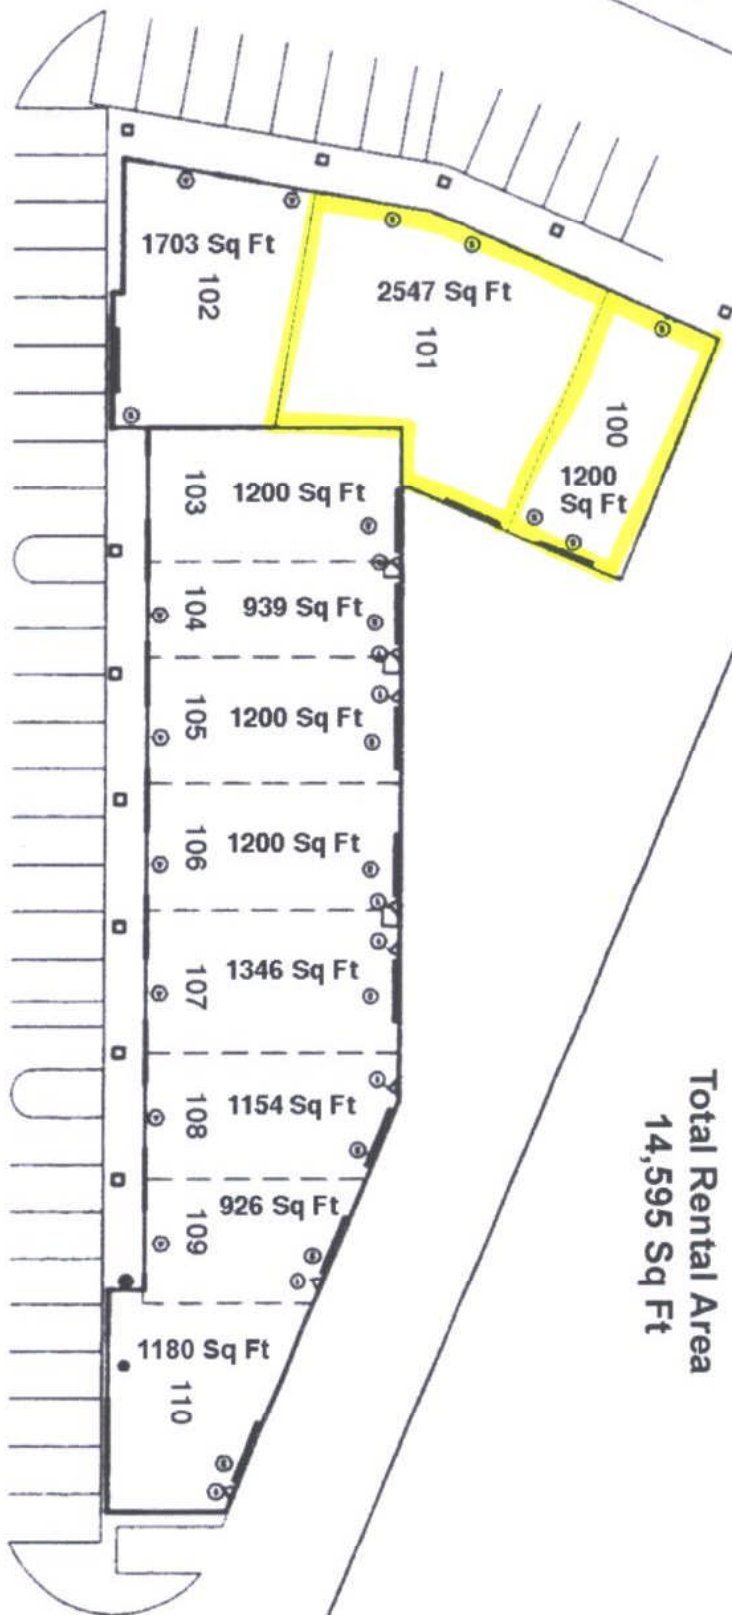 1703 Sq Ft
102
2547 Sq Ft
101
100
1200
Sq Ft
103
1200 Sq Ft
104
939 Sq Ft
105
1200 Sq Ft
106
1200 Sq Ft
107
1346 Sq Ft
108
1154 Sq Ft
109
926 Sq Ft
1180 Sq Ft
110
Total Rental Area
14,595 Sq Ft